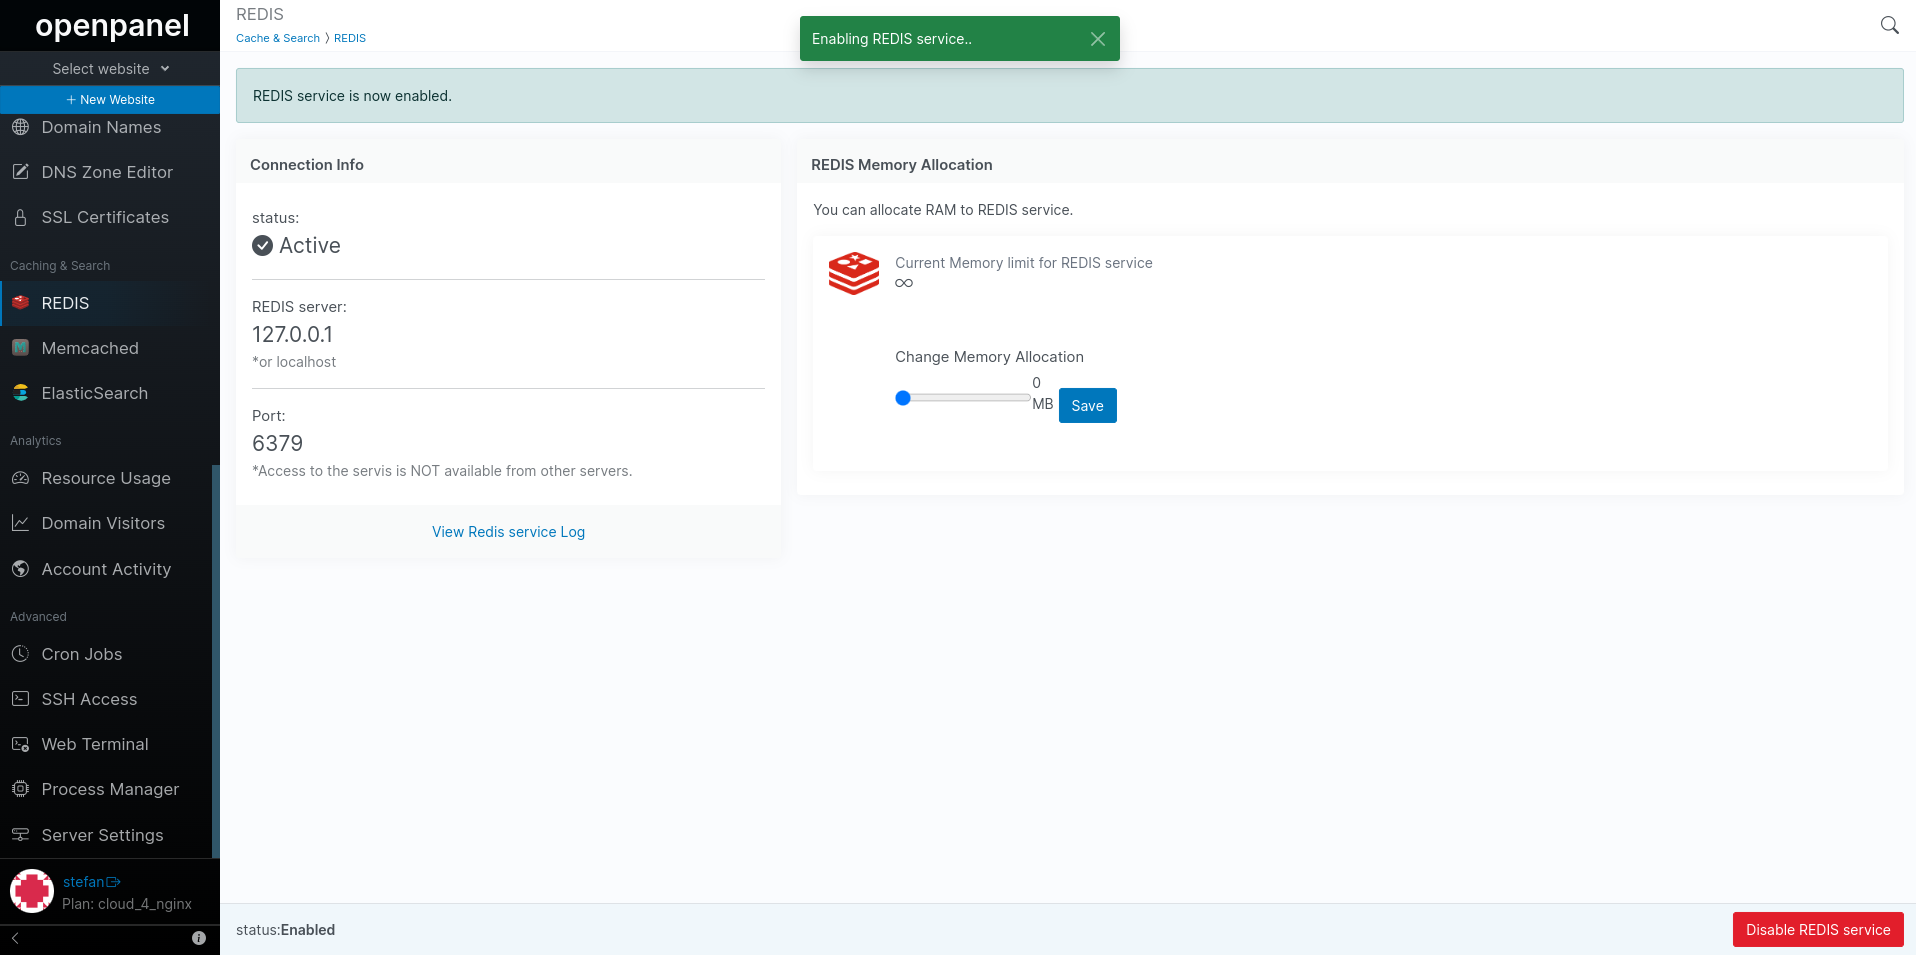 openpanel
Select website
+ New Website
Domain Names
DNS Zone Editor
SSL Certificates
Caching & Search
REDIS
Memcached
ElasticSearch
Analytics
Resource Usage
Domain Visitors
Account Activity
Advanced
Cron Jobs
SSH Access
Web Terminal
Process Manager
Server Settings
stefan
Plan: cloud_4_nginx
REDIS
Cache & Search ⟩ REDIS
Enabling REDIS service..
REDIS service is now enabled.
Connection Info
status:
Active
REDIS server:
127.0.0.1
*or localhost
Port:
6379
*Access to the servis is NOT available from other servers.
View Redis service Log
REDIS Memory Allocation
You can allocate RAM to REDIS service.
Current Memory limit for REDIS service
∞
Change Memory Allocation
0
MB
Save
status:Enabled
Disable REDIS service